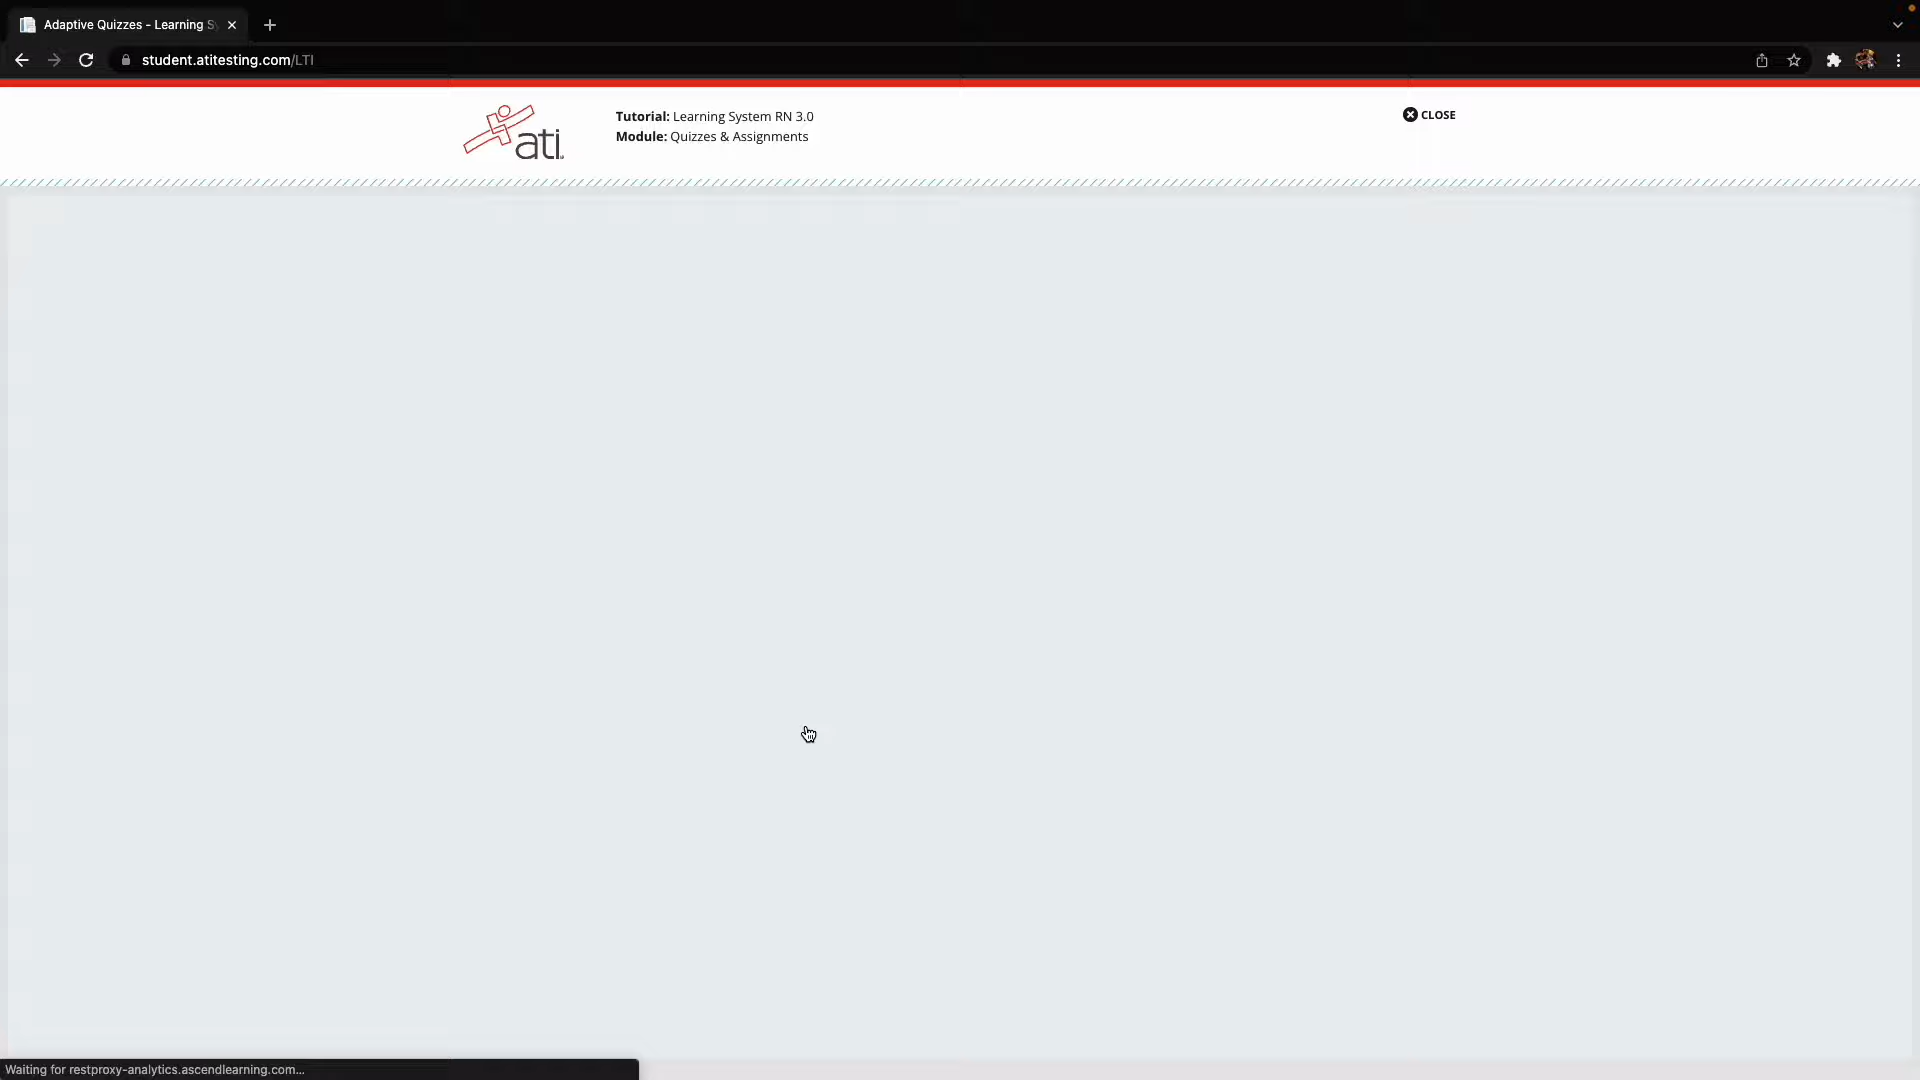 Adaptive Quizzes - Learning S
student.atitesting.com/LTI
ati
Tutorial: Learning System RN 3.0
Module: Quizzes & Assignments
CLOSE
Waiting for restproxy-analytics.ascendlearning.com...